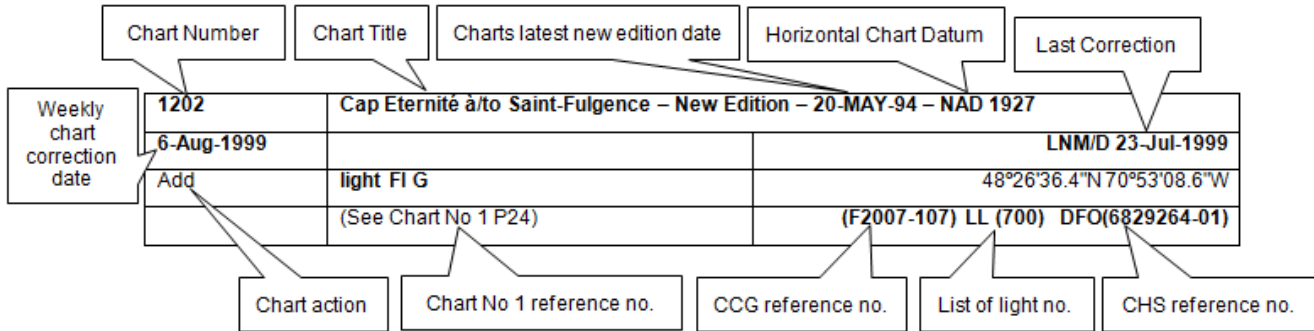 Chart Number
Chart Title
Charts latest new edition date
Horizontal Chart Datum
Last Correction
Weekly
chart
correction
date
1202 Cap Eternité à/to Saint-Fulgence – New Edition – 20-MAY-94 – NAD 1927
6-Aug-1999 LNM/D 23-Jul-1999
Add light Fl G 48º26'36.4"N 70º53'08.6"W
(See Chart No 1 P24) (F2007-107) LL (700) DFO(6829264-01)
Chart action
Chart No 1 reference no.
CCG reference no.
List of light no.
CHS reference no.